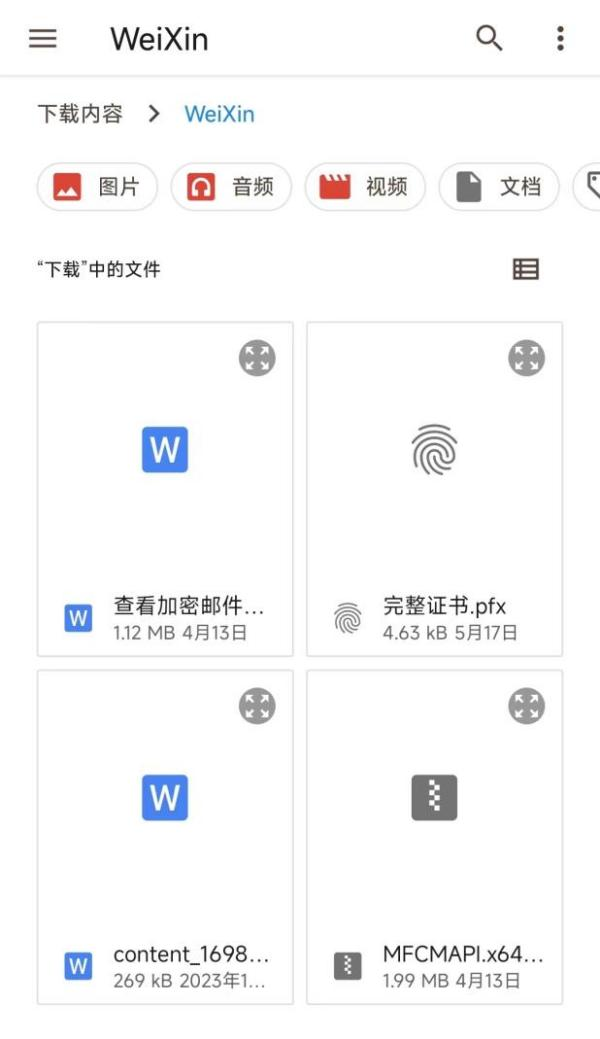 WeiXin
下载内容 > WeiXin
图片 音频 视频 文档
“下载”中的文件
W
查看加密邮件...
W
1.12 MB 4月13日
完整证书.pfx
4.63 kB 5月17日
W
content_1698...
W
269 kB 2023年1...
MFCMAPI.x64...
1.99 MB 4月13日